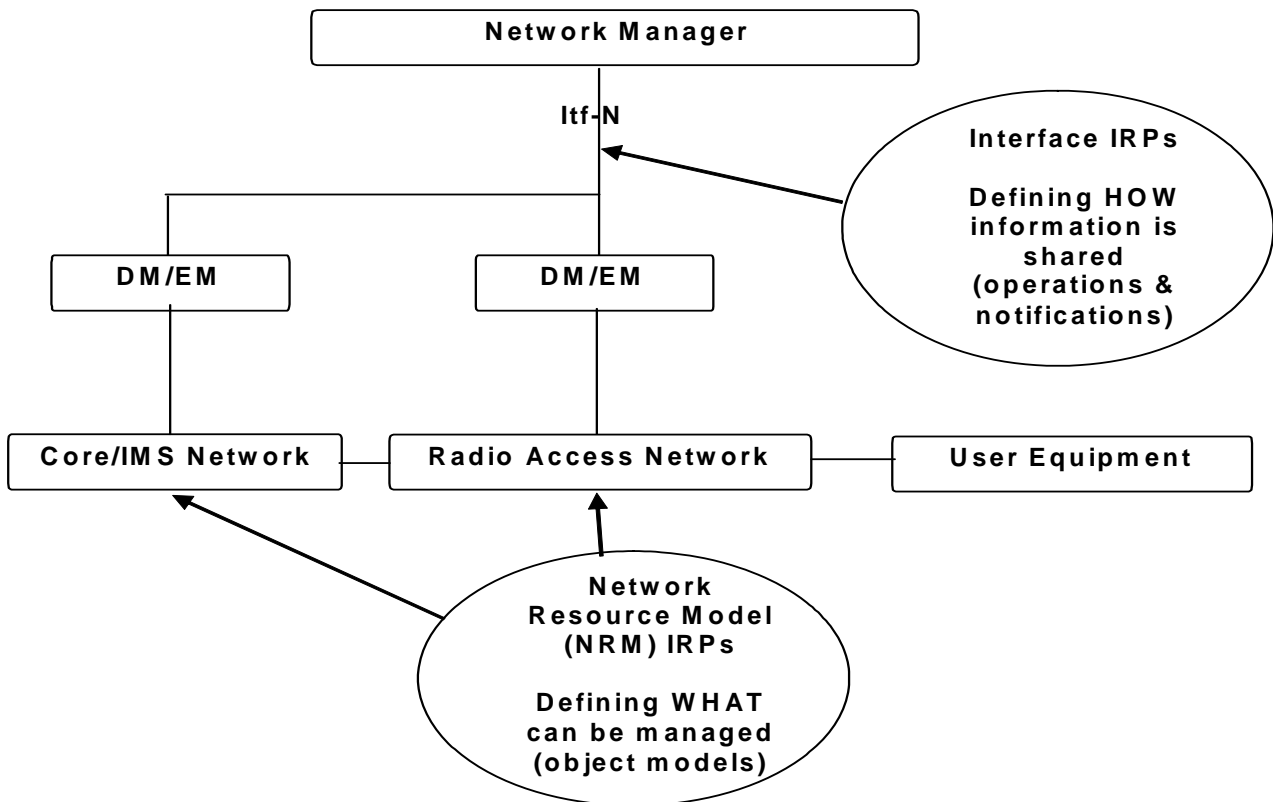 Network Manager
Itf-N
Interface IRPs
Defining HOW
information is
shared
(operations &
notifications)
DM/EM
DM/EM
Core/IMS Network
Radio Access Network
User Equipment
Network
Resource Model
(NRM) IRPs
Defining WHAT
can be managed
(object models)